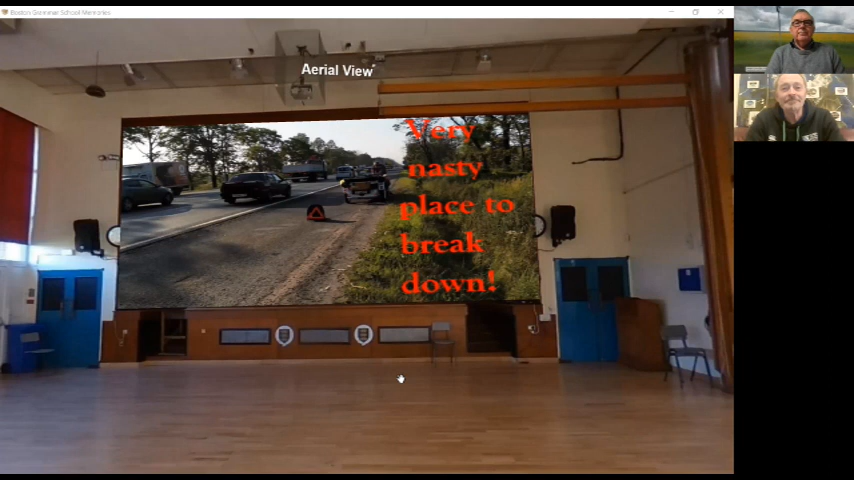 Boston Grammar School Memories
Aerial View
Very
nasty
place to
break
down!